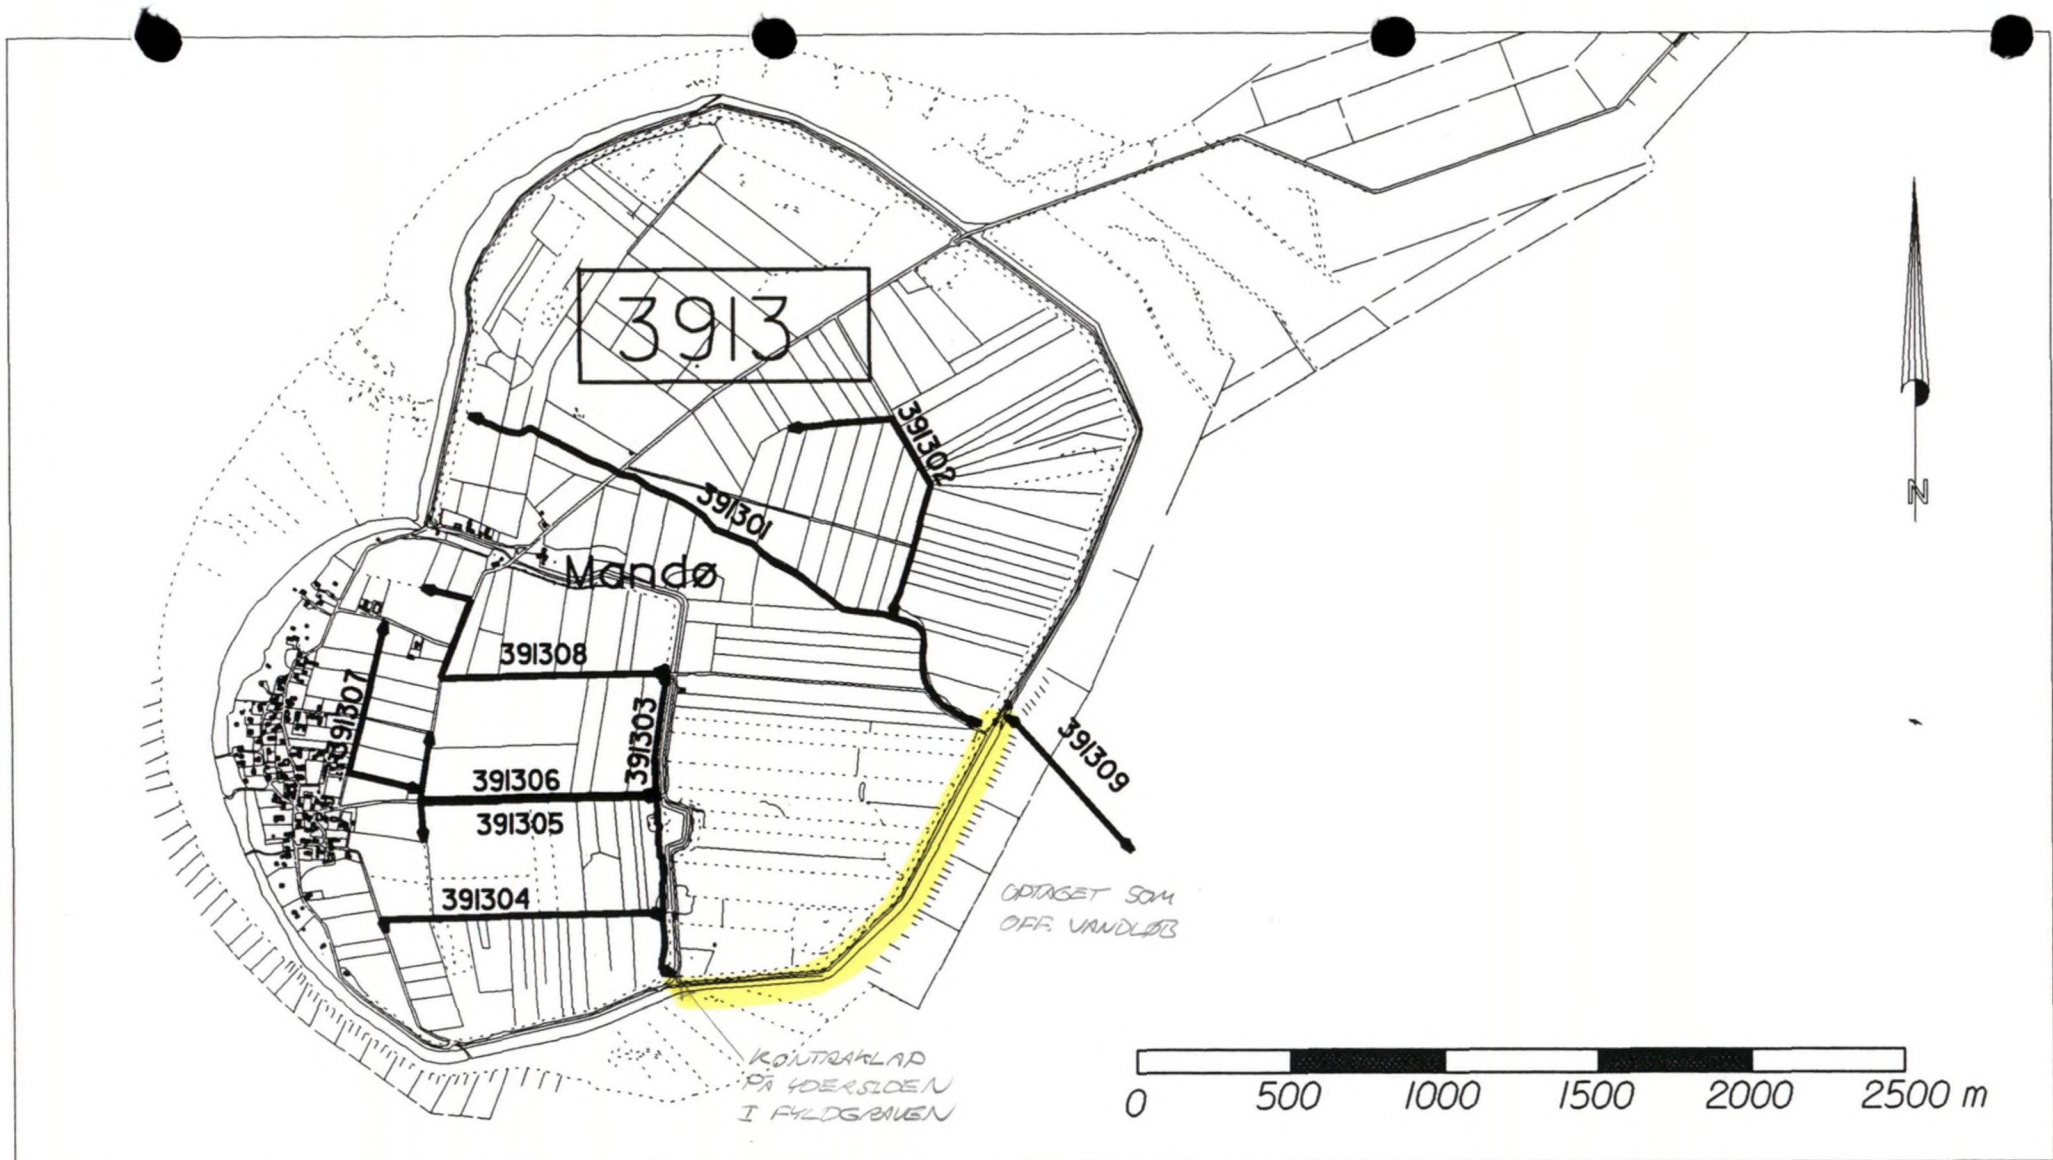 3913
391302
391301
Mandø
391308
391307
391303
391306
391305
391309
391304
N
OPTAGET SOM
OFF. VANDLØB
KONTRAKLAP
PÅ YDERSIDEN
I FYLDGRAVEN
0 500 1000 1500 2000 2500 m